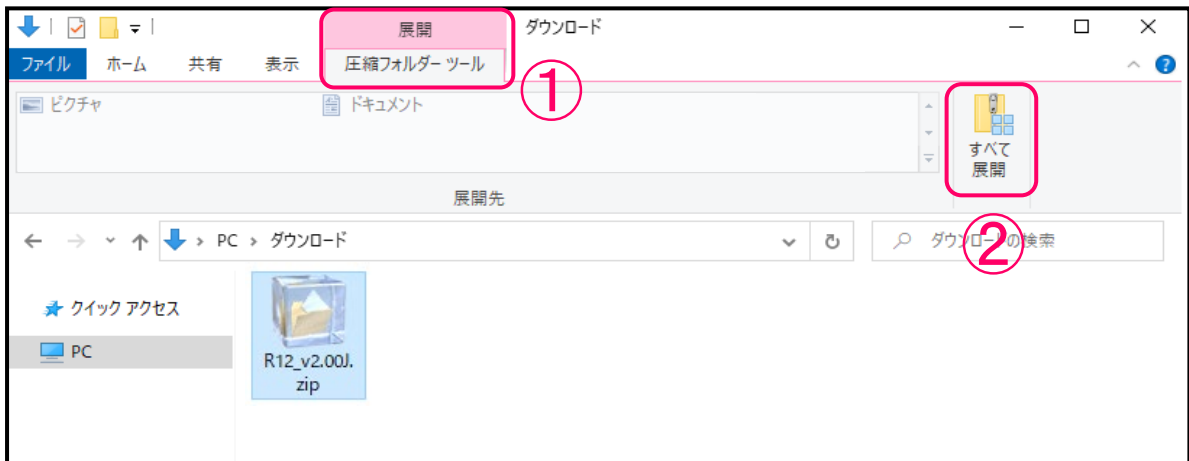 展開
ダウンロード
ファイル ホーム 共有 表示 圧縮フォルダー ツール
①
ピクチャ ドキュメント
すべて
展開
展開先
②
PC ダウンロード
ダウンロードの検索
クイック アクセス
PC
R12_v2.00J.
zip